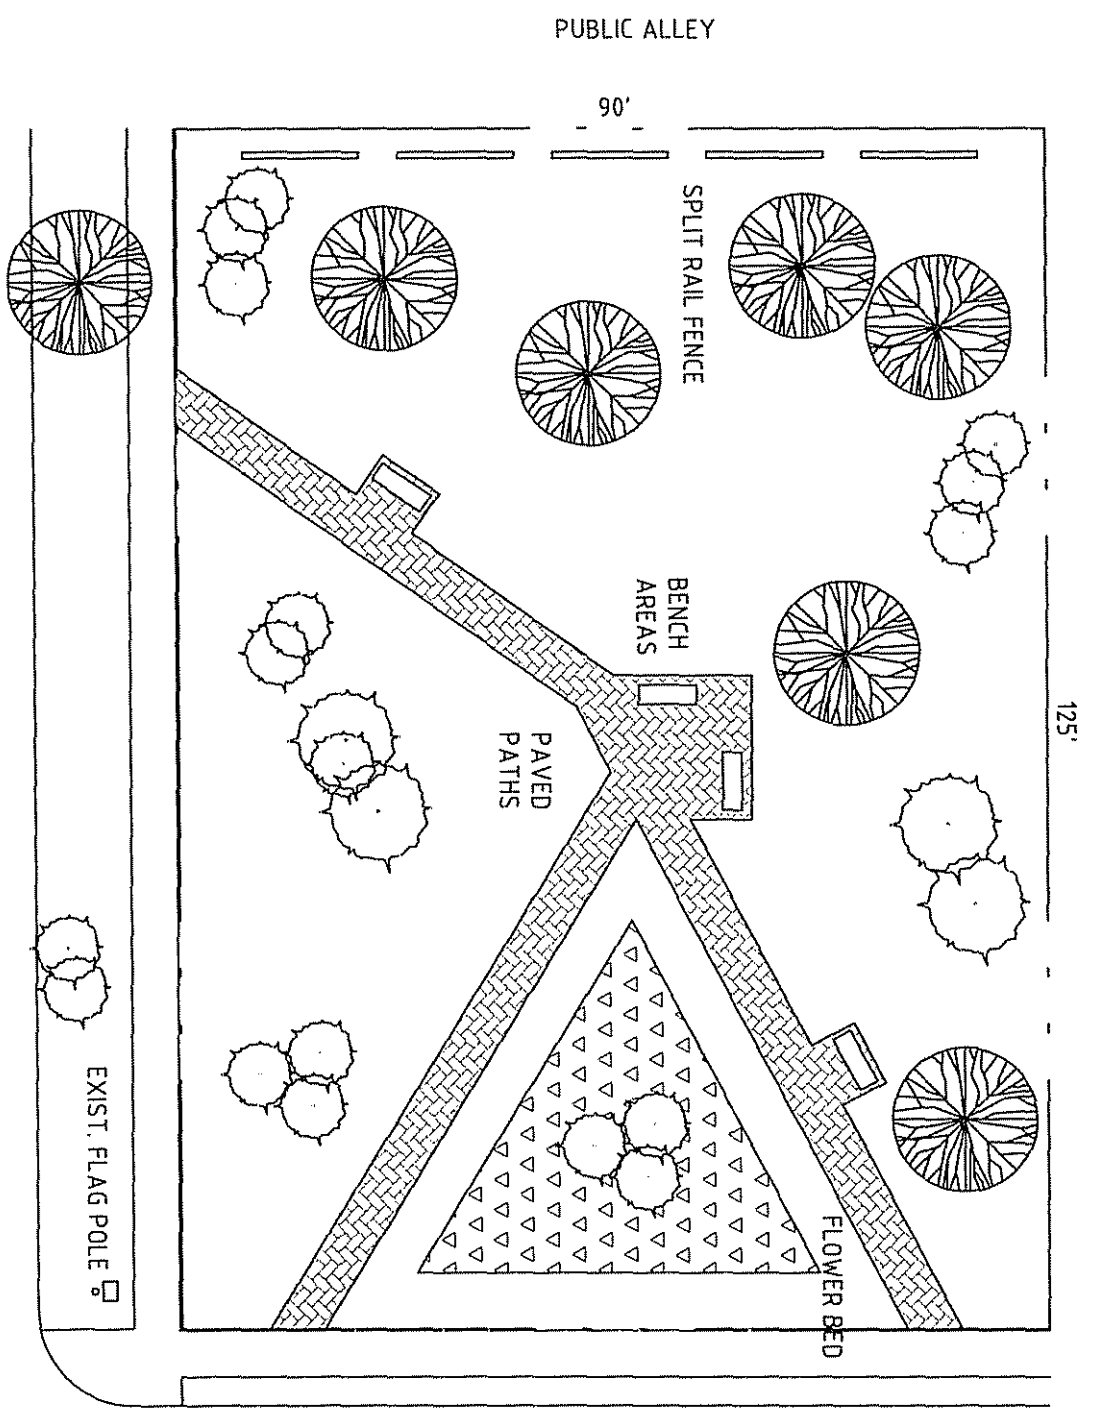 PUBLIC ALLEY
90'
SPLIT RAIL FENCE
BENCH
AREAS
125'
PAVED
PATHS
EXIST. FLAG POLE
FLOWER BED